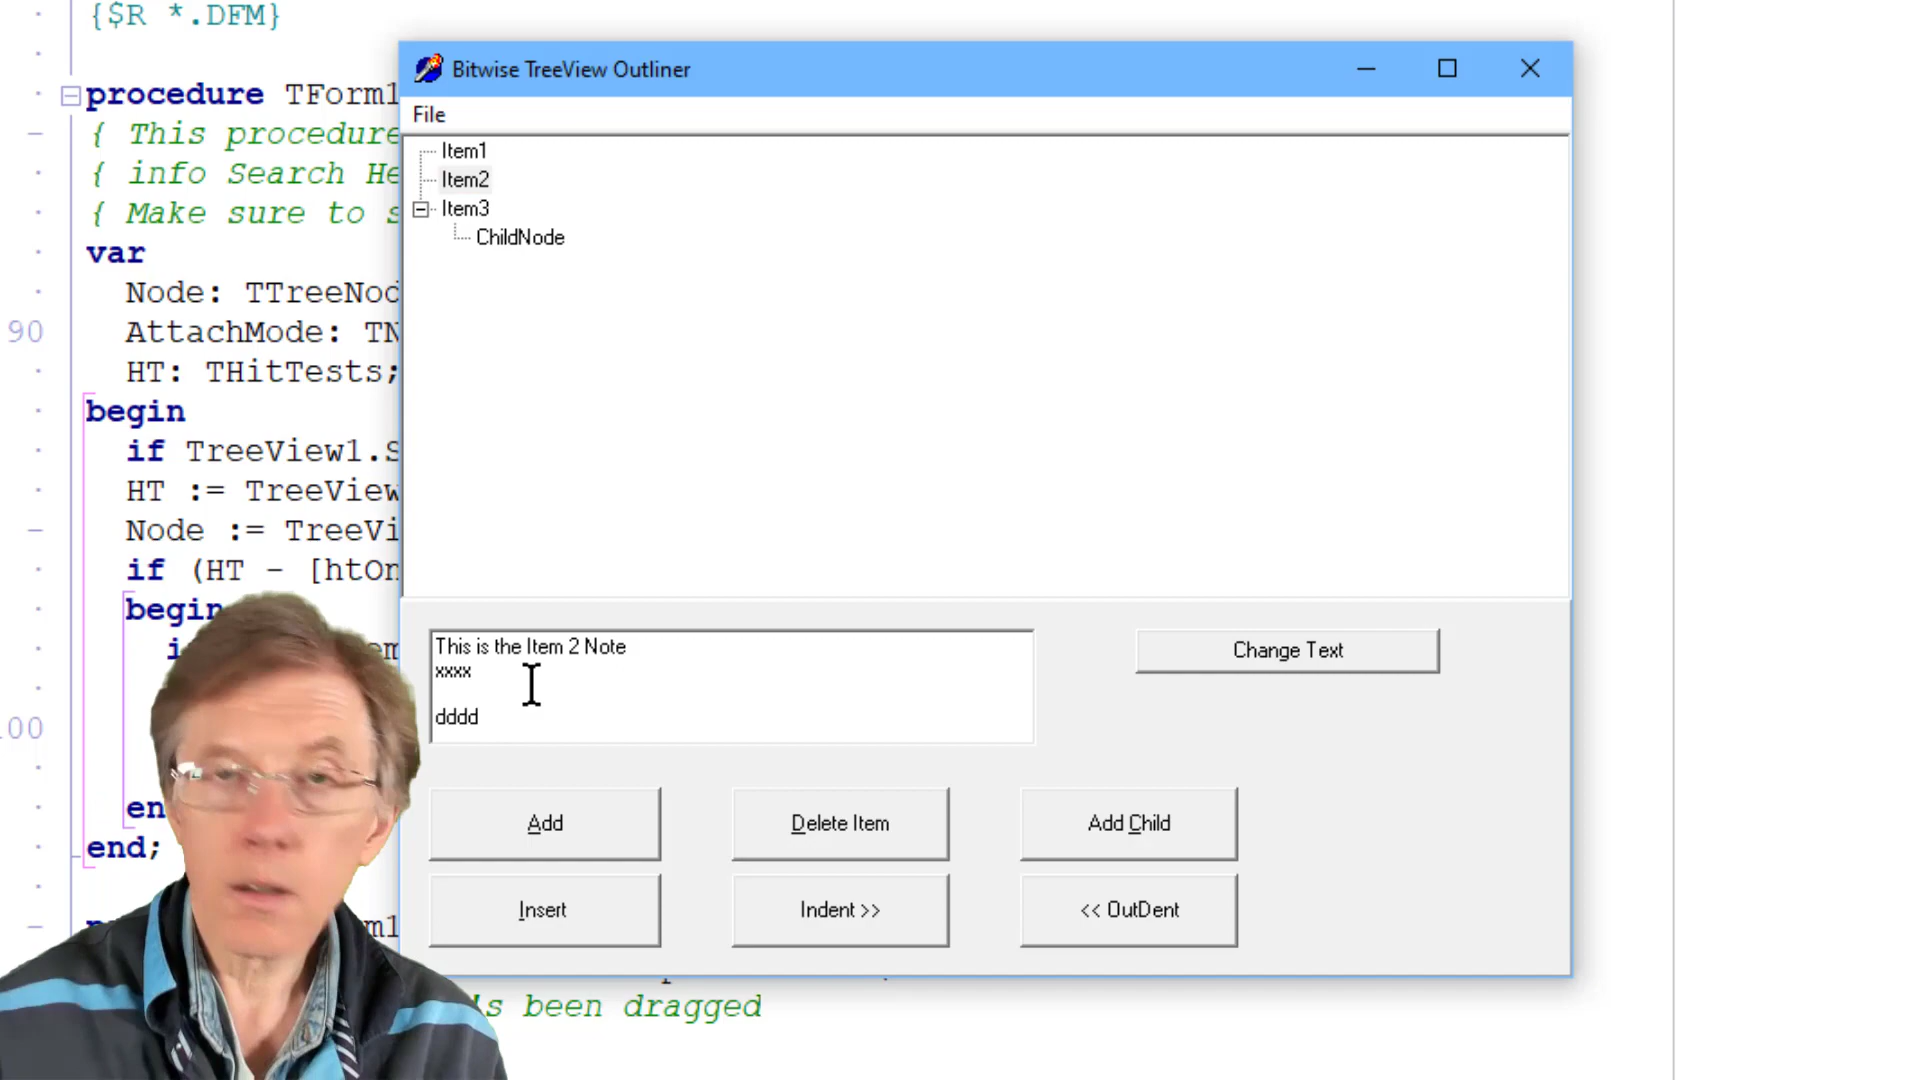 {$R *.DFM}
procedure TForm1
{ This procedure
{ info Search He
{ Make sure to s
var
Node: TTreeNod
90
AttachMode: TN
HT: THitTests;
begin
if TreeView1.S
HT := TreeView
Node := TreeVi
if (HT - [htOn
begin
00
en
end;
m1
's been dragged
Bitwise TreeView Outliner
File
Item1
Item2
Item3
ChildNode
This is the Item 2 Note
xxxx
dddd
Change Text
Add
Delete Item
Add Child
Insert
Indent >>
<< OutDent